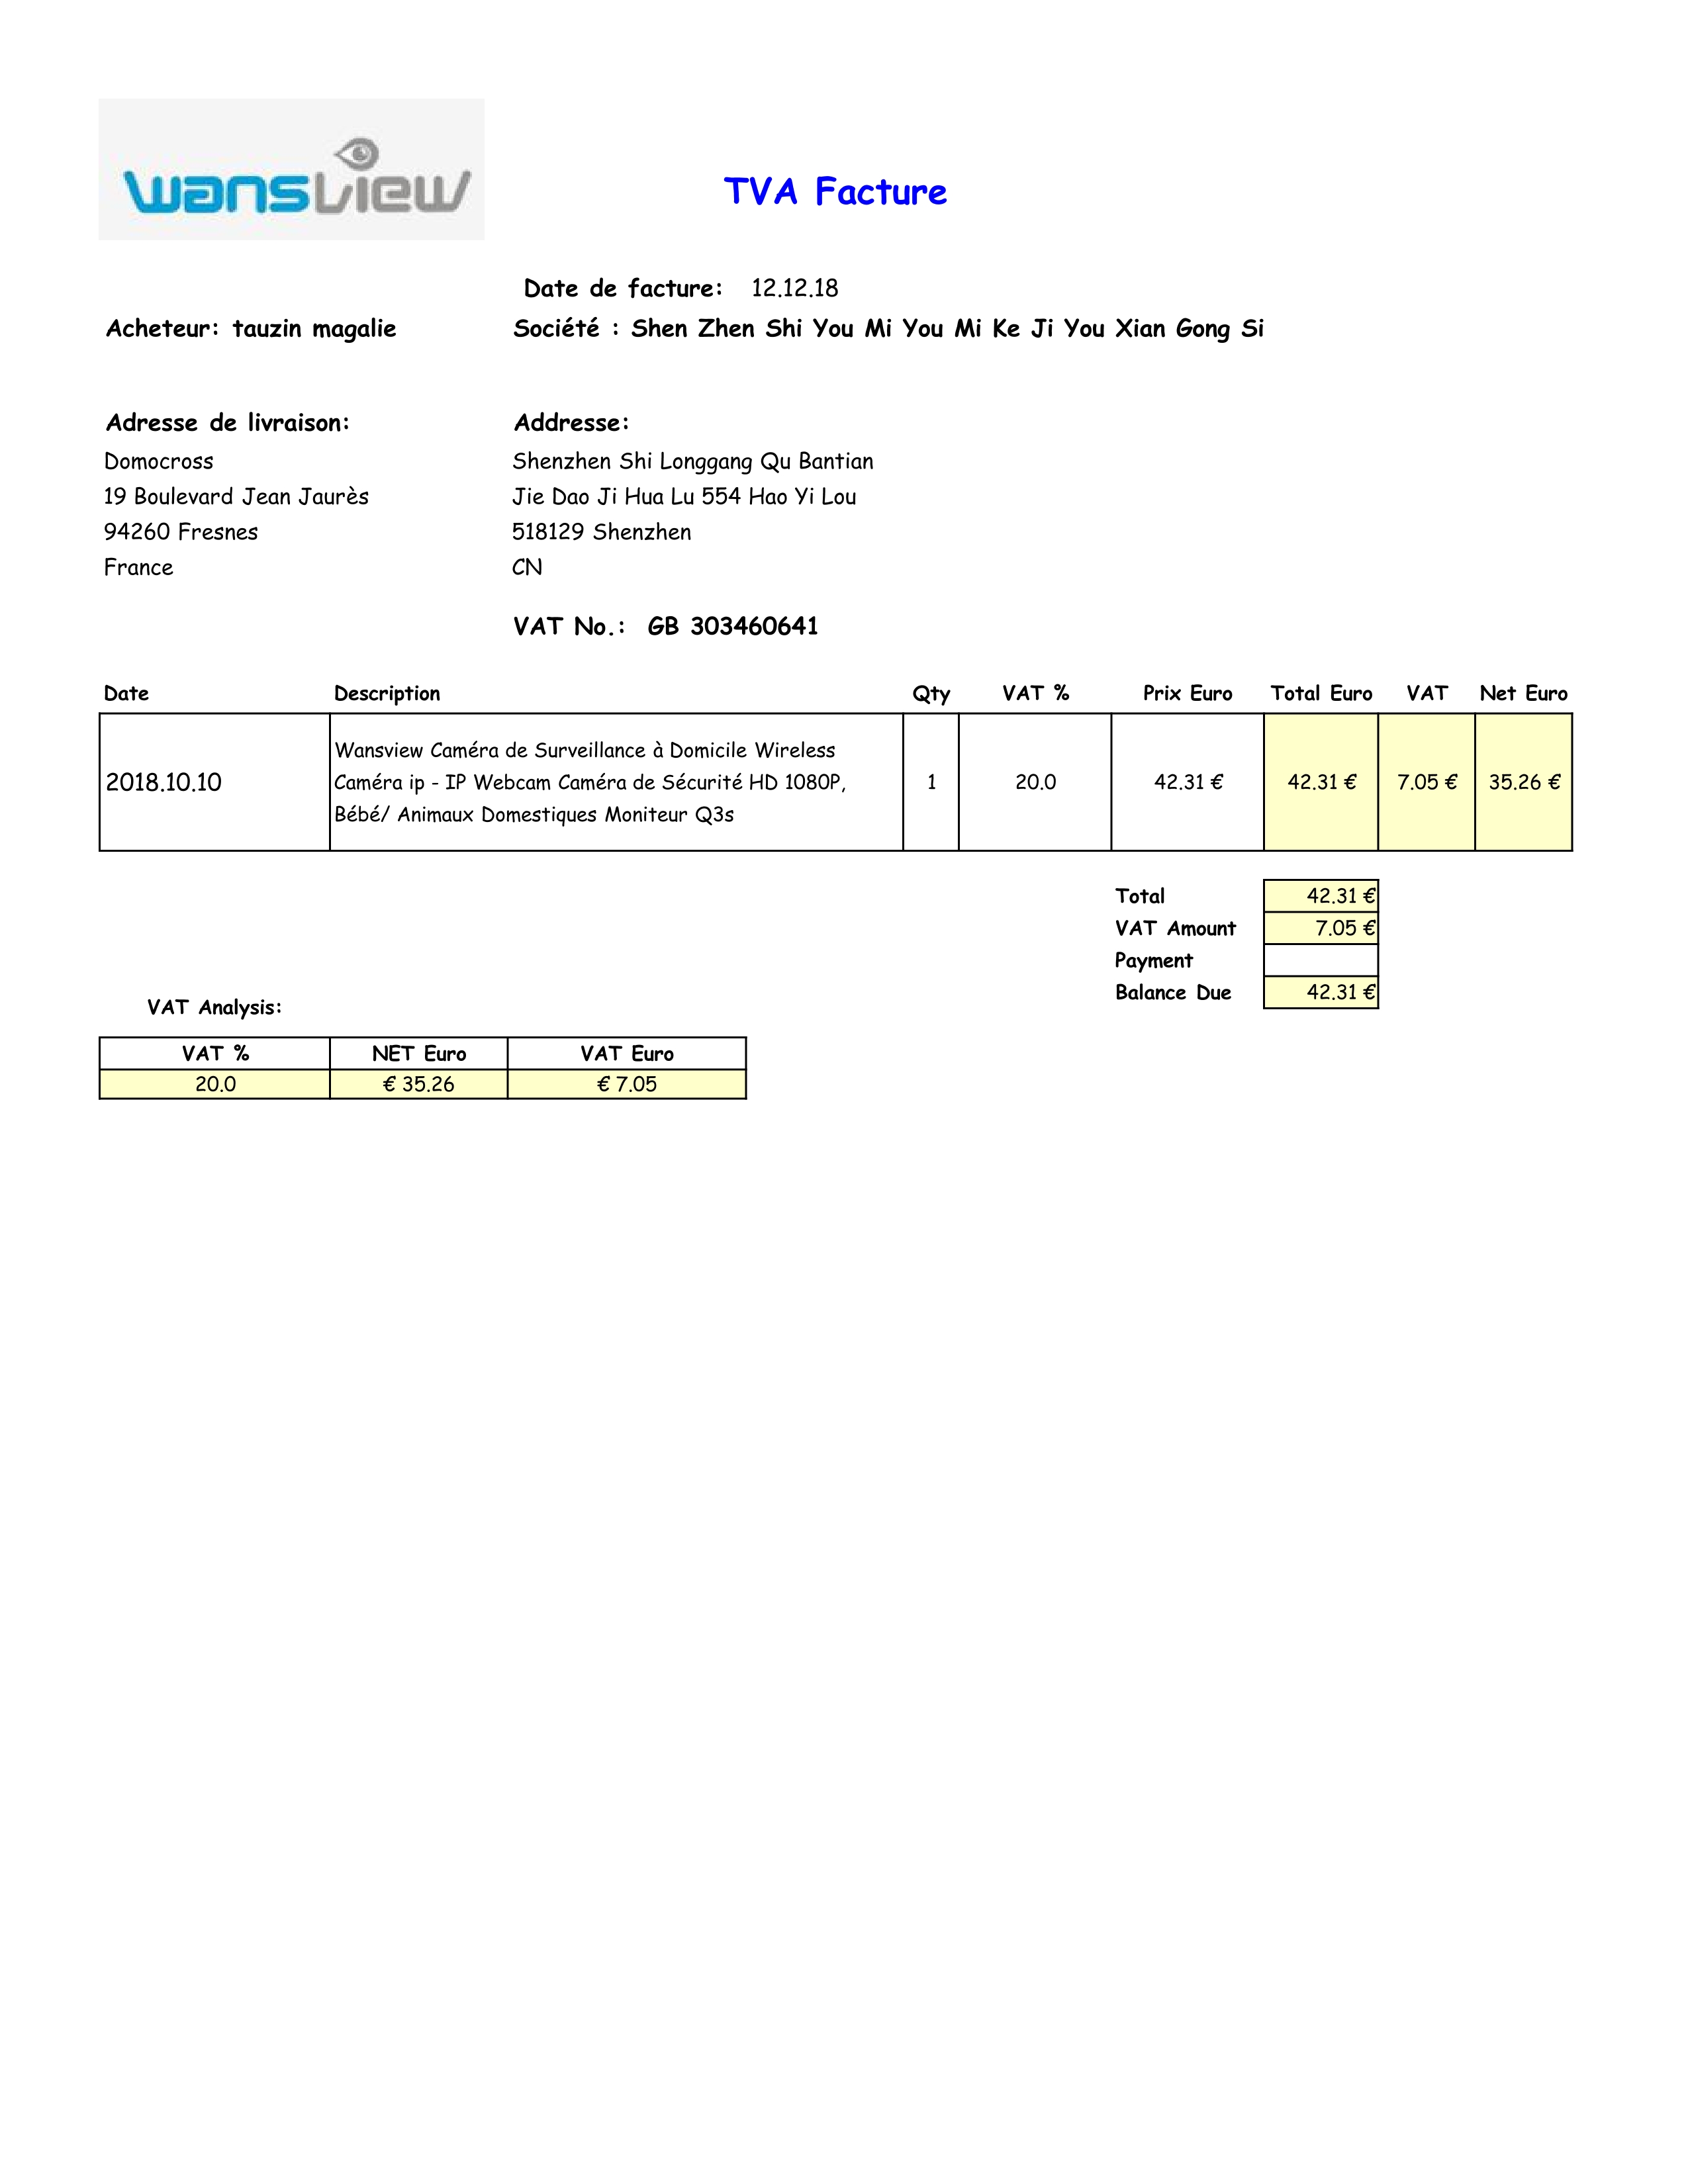 wansview
TVA Facture
Date de facture: 12.12.18
Acheteur: tauzin magalie
Société : Shen Zhen Shi You Mi You Mi Ke Ji You Xian Gong Si
Adresse de livraison:
Domocross
19 Boulevard Jean Jaurès
94260 Fresnes
France
Addresse:
Shenzhen Shi Longgang Qu Bantian
Jie Dao Ji Hua Lu 554 Hao Yi Lou
518129 Shenzhen
CN
VAT No.: GB 303460641
Date Description Qty VAT % Prix Euro Total Euro VAT Net Euro
Wansview Caméra de Surveillance à Domicile Wireless
2018.10.10 Caméra ip - IP Webcam Caméra de Sécurité HD 1080P, 1 20.0 42.31 € 42.31 € 7.05 € 35.26 €
Bébé/ Animaux Domestiques Moniteur Q3s
Total 42.31 €
VAT Amount 7.05 €
Payment
Balance Due 42.31 €
VAT Analysis:
VAT % NET Euro VAT Euro
20.0 € 35.26 € 7.05